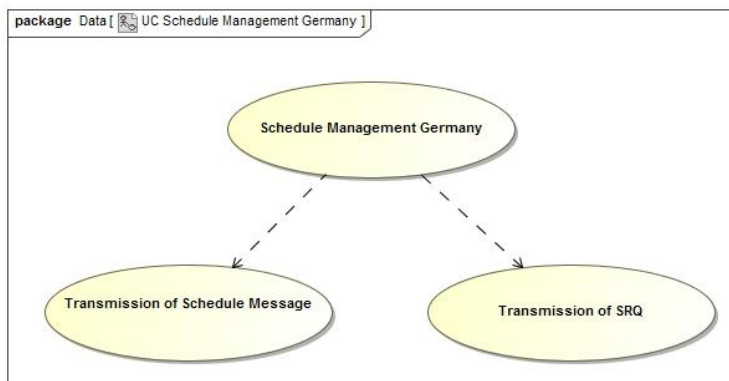 package Data [ UC Schedule Management Germany ]
Schedule Management Germany
Transmission of Schedule Message
Transmission of SRQ